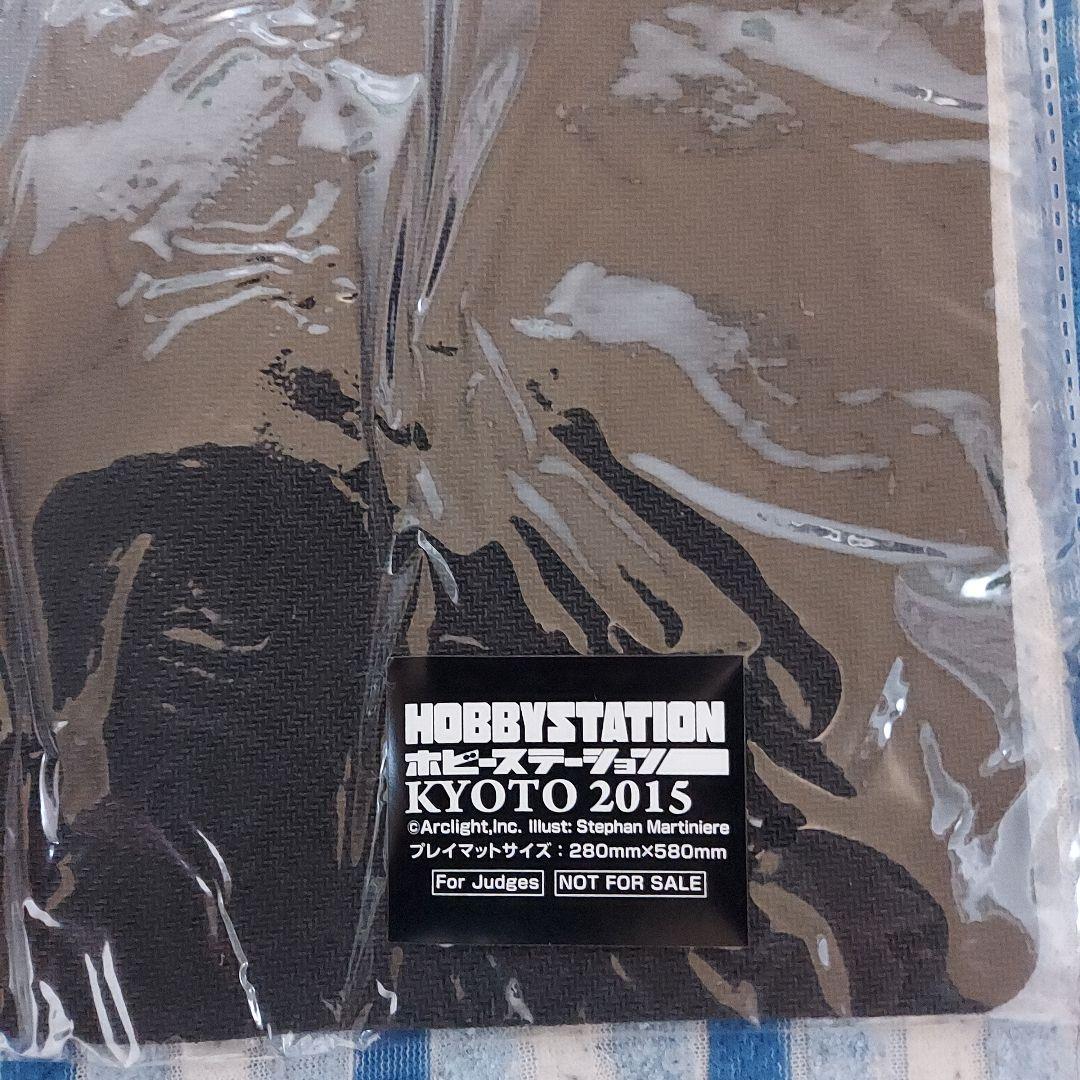 HOBBYSTATION
ホビーステーション
KYOTO 2015
©Arclight,Inc. Illust: Stephan Martiniere
プレイマットサイズ：280mm×580mm
For Judges NOT FOR SALE